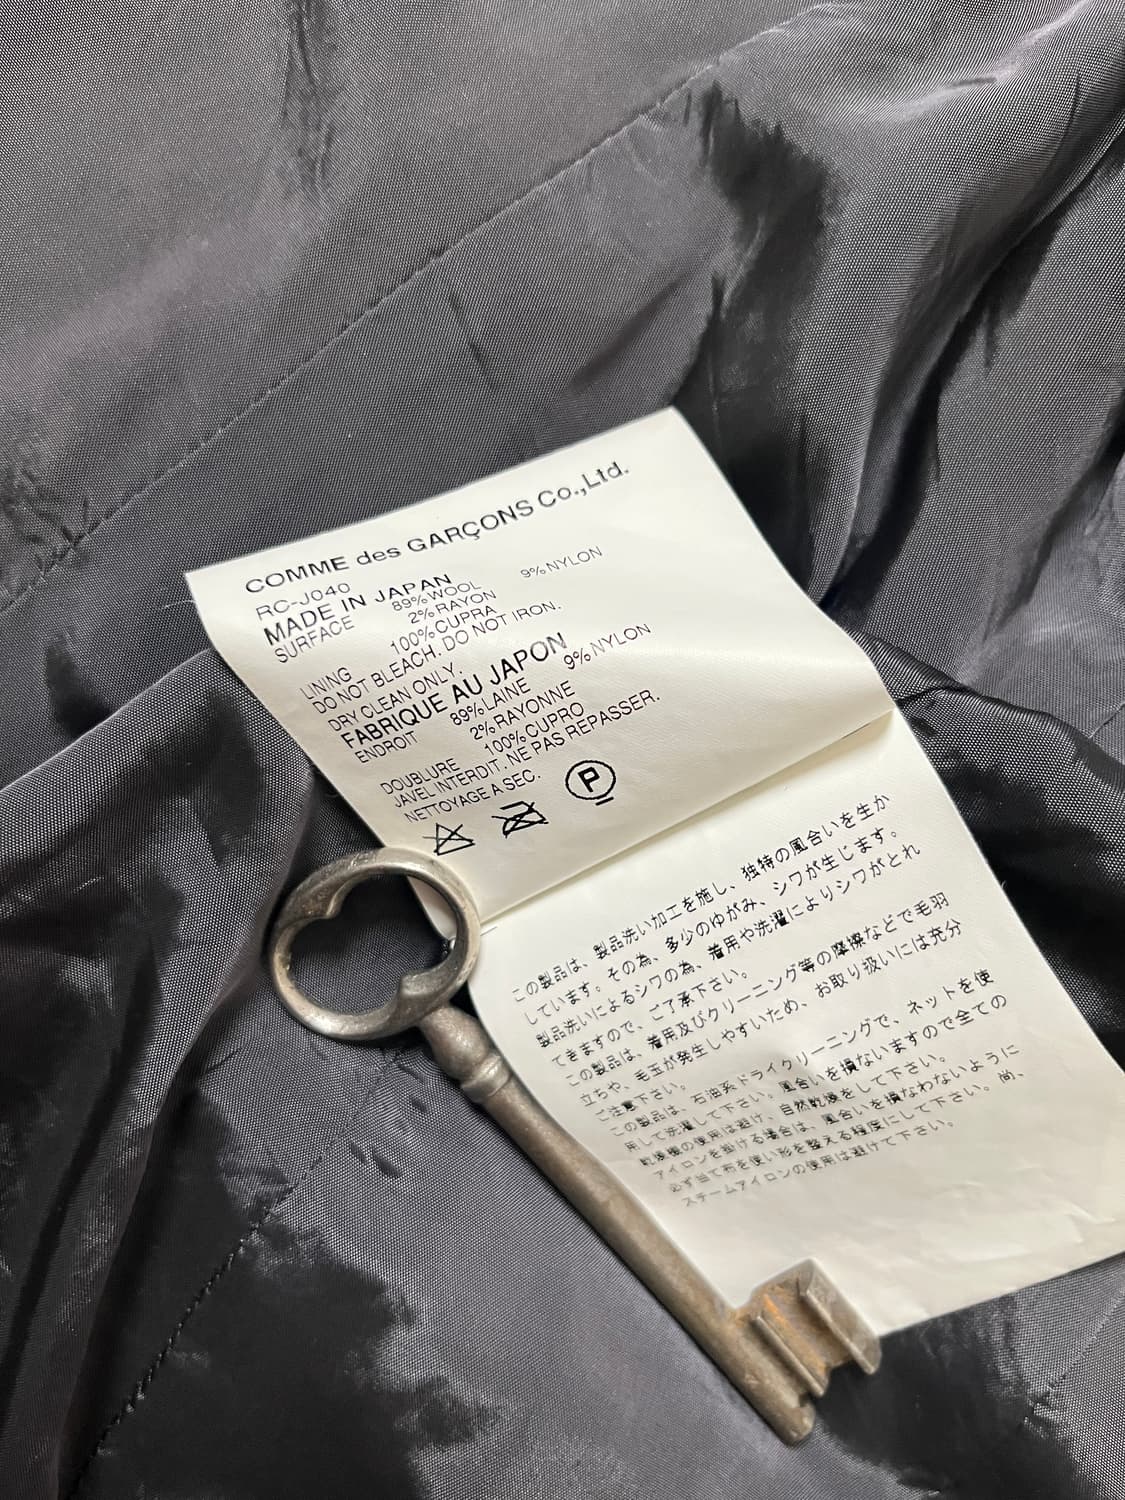 COMME des GARÇONS Co.,Ltd.
RC-J040
MADE IN JAPAN
SURFACE 89%WOOL 9%NYLON
2%RAYON
LINING 100%CUPRA
DO NOT BLEACH. DO NOT IRON.
DRY CLEAN ONLY.
FABRIQUE AU JAPON
ENDROIT 89%LAINE 9%NYLON
2%RAYONNE
DOUBLURE 100%CUPRO
JAVEL INTERDIT. NE PAS REPASSER.
NETTOYAGE A SEC.
P
この製品は、製品洗い加工を施し、独特の風合いを生か
しています。その為、多少のゆがみ、シワが生じます。
製品洗いによるシワの為、着用や洗濯によりシワがとれ
てきますので、ご了承下さい。
この製品は、着用及びクリーニング等の摩擦などで毛羽
立ちや、毛玉が発生しやすいため、お取り扱いには充分
ご注意下さい。
この製品は、石油系ドライクリーニングで、ネットを使
用して洗濯して下さい。風合いを損ないますので全ての
乾燥機の使用は避け、自然乾燥をして下さい。
アイロンを掛ける場合は、風合いを損なわないように
必ず当て布を使い形を整える程度にして下さい。尚、
スチームアイロンの使用は避けて下さい。